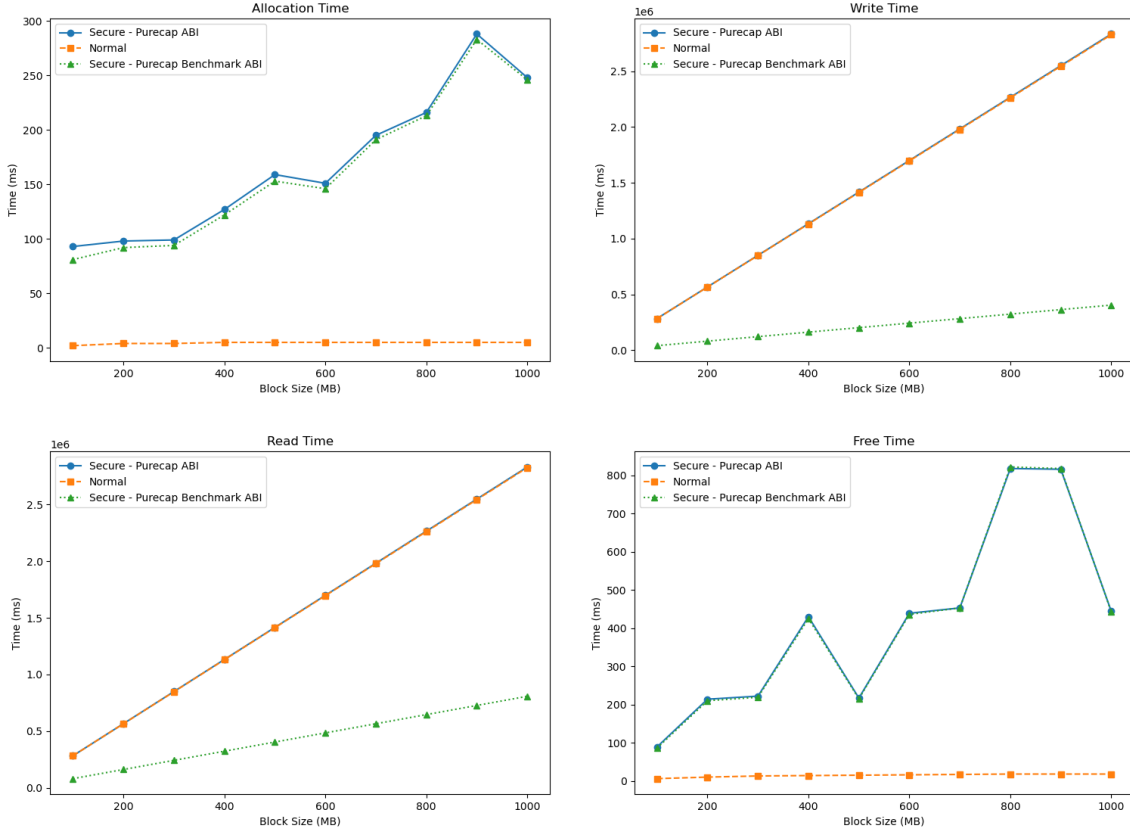 Allocation Time
Secure - Purecap ABI
Normal
Secure - Purecap Benchmark ABI
300
250
200
150
100
50
0
Time (ms)
200 400 600 800 1000
Block Size (MB)
Write Time
1e6
Secure - Purecap ABI
Normal
Secure - Purecap Benchmark ABI
2.5
2.0
1.5
1.0
0.5
0.0
Time (ms)
200 400 600 800 1000
Block Size (MB)
Read Time
1e6
Secure - Purecap ABI
Normal
Secure - Purecap Benchmark ABI
2.5
2.0
1.5
1.0
0.5
0.0
Time (ms)
200 400 600 800 1000
Block Size (MB)
Free Time
Secure - Purecap ABI
Normal
Secure - Purecap Benchmark ABI
800
700
600
500
400
300
200
100
0
Time (ms)
200 400 600 800 1000
Block Size (MB)